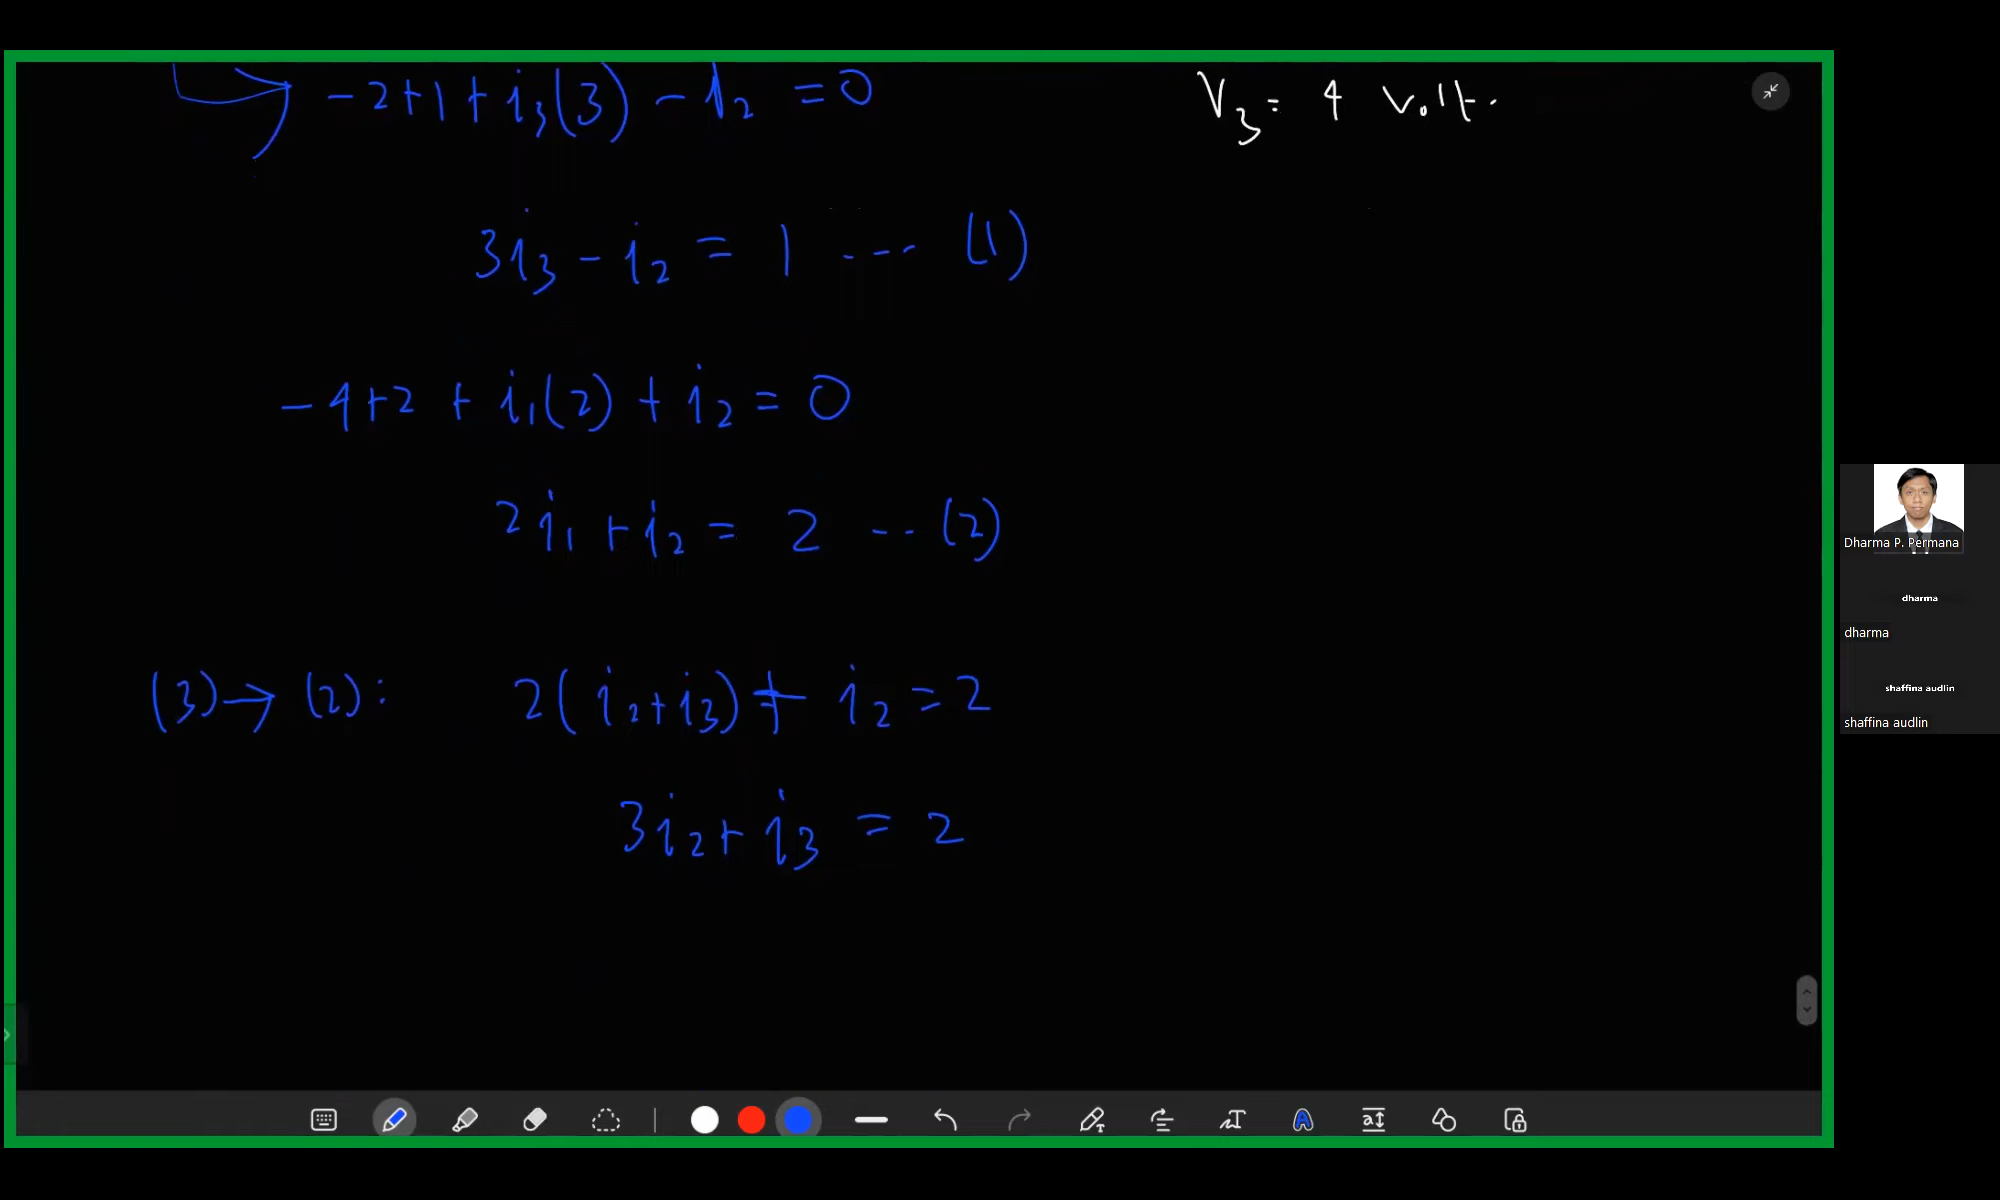 -2+1+i₃(3) - i₂ = 0
V₃ = 4 volt.
3i₃ - i₂ = 1 ... (1)
-4+2 + i₁(2) + i₂ = 0
2i₁ + i₂ = 2 ... (2)
(3) → (2): 2(i₂+i₃) + i₂ = 2
3i₂ + i₃ = 2
Dharma P. Permana
dharma
dharma
shaffina audlin
shaffina audlin